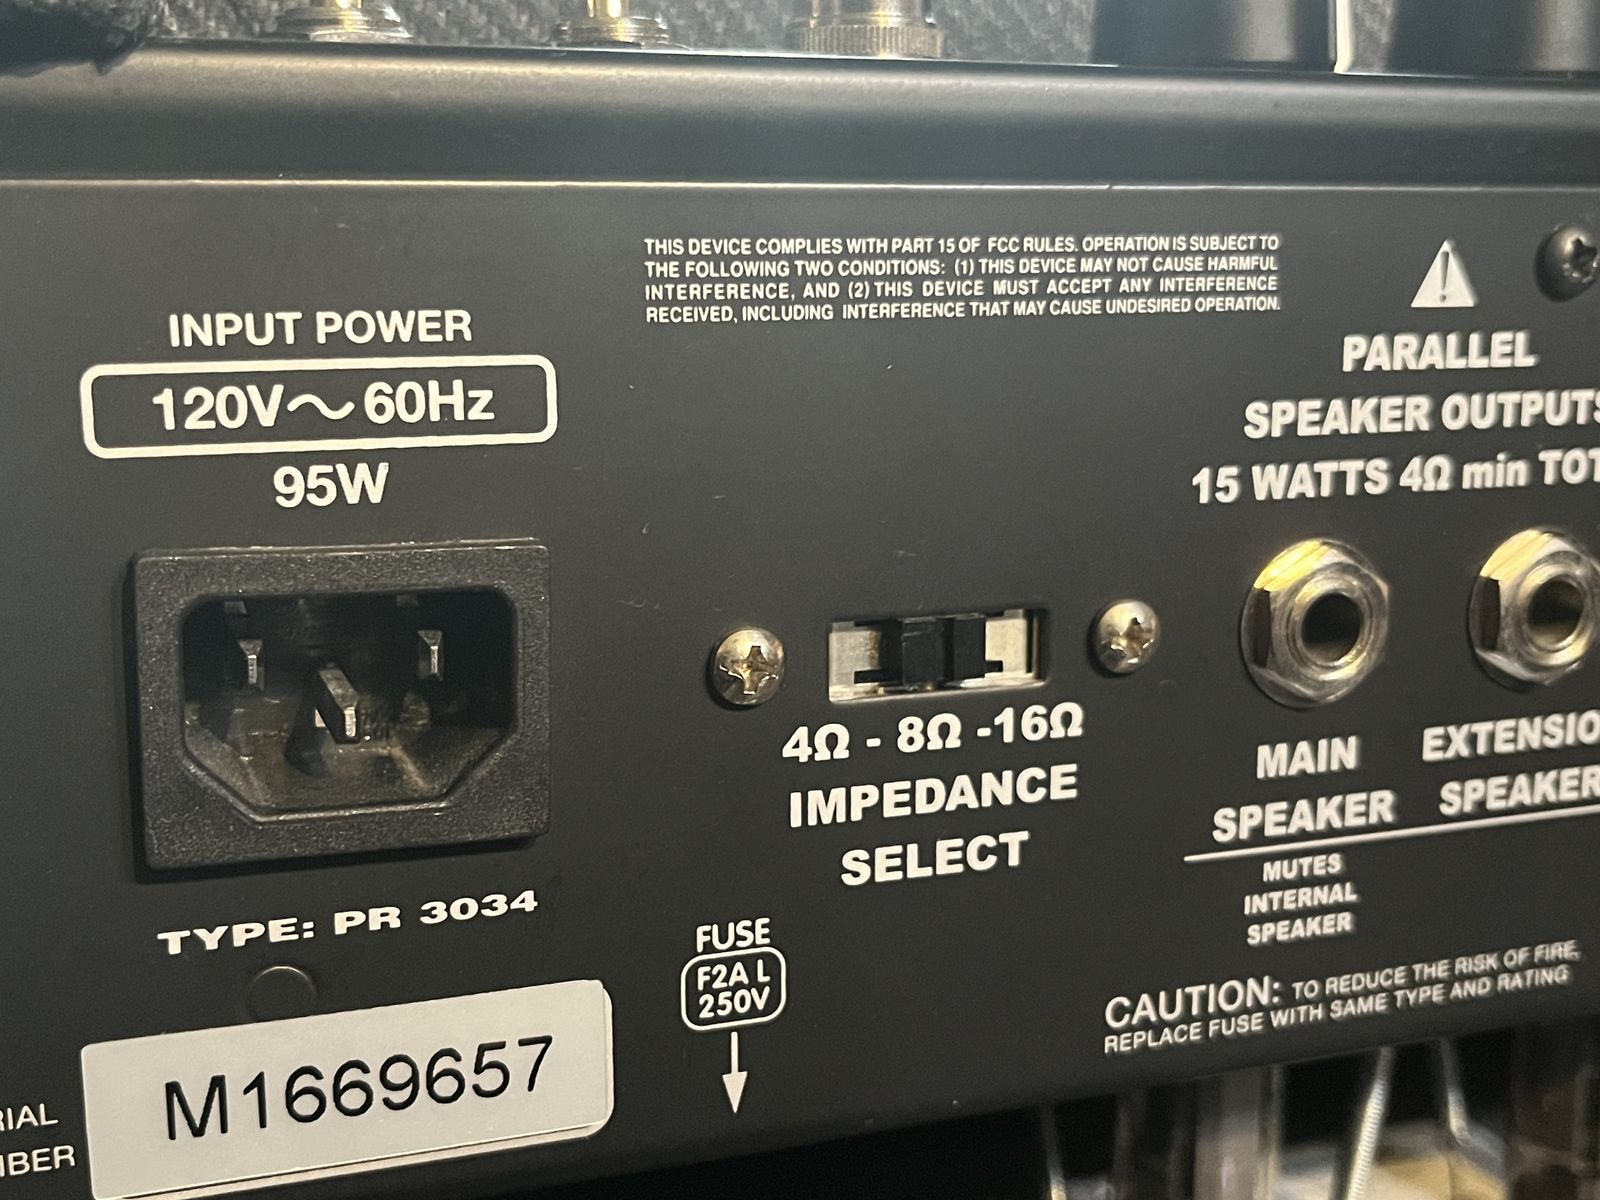 THIS DEVICE COMPLIES WITH PART 15 OF FCC RULES. OPERATION IS SUBJECT TO
THE FOLLOWING TWO CONDITIONS: (1) THIS DEVICE MAY NOT CAUSE HARMFUL
INTERFERENCE, AND (2) THIS DEVICE MUST ACCEPT ANY INTERFERENCE
RECEIVED, INCLUDING INTERFERENCE THAT MAY CAUSE UNDESIRED OPERATION.
INPUT POWER
120V~60Hz
95W
TYPE: PR 3034
M1669657
4Ω - 8Ω -16Ω
IMPEDANCE
SELECT
FUSE
F2A L
250V
PARALLEL
SPEAKER OUTPUTS
15 WATTS 4Ω min
MAIN
SPEAKER
MUTES
INTERNAL
SPEAKER
SPEAKER
CAUTION: TO REDUCE THE RISK OF FIRE,
REPLACE FUSE WITH SAME TYPE AND RATING